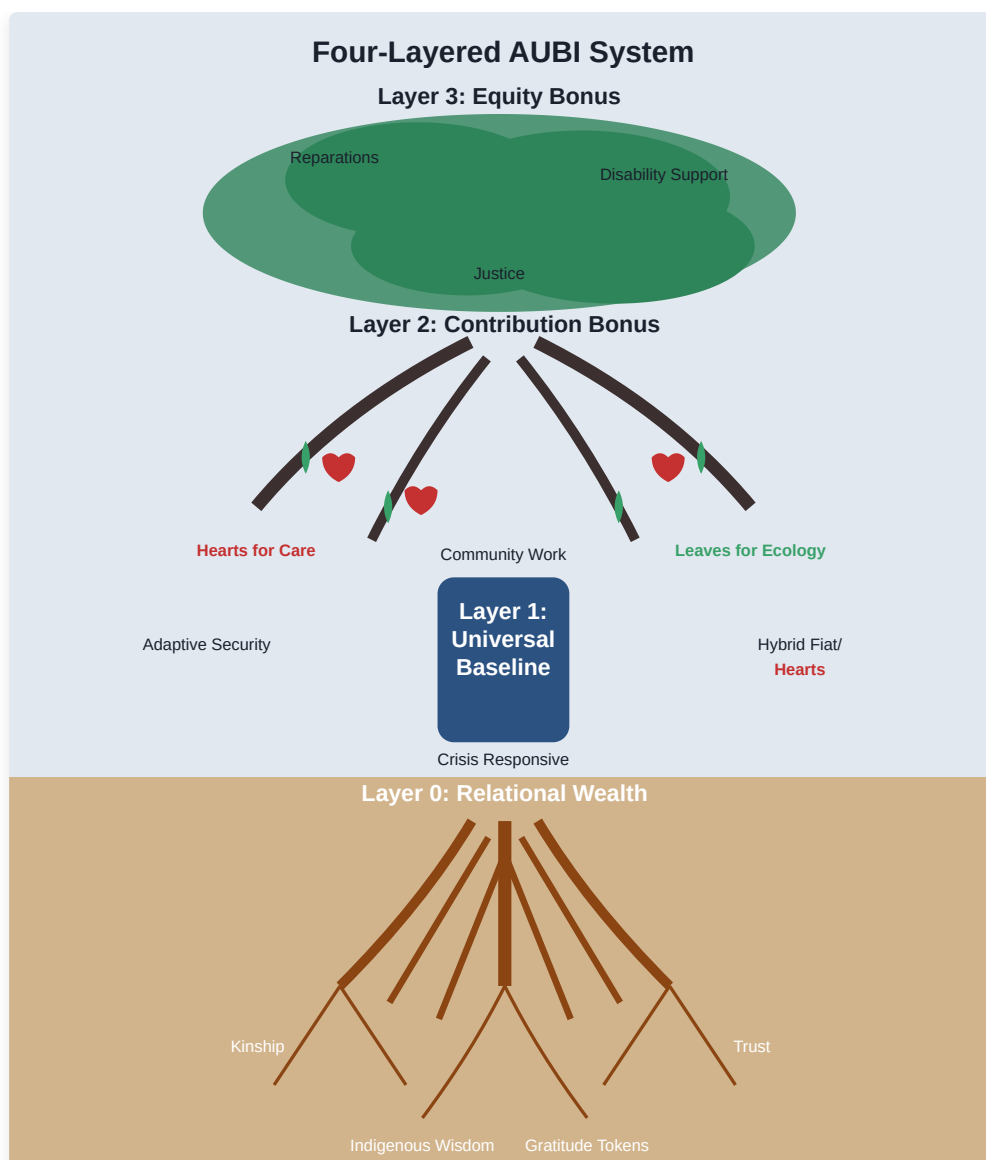 Four-Layered AUBI System
Layer 3: Equity Bonus
Reparations
Disability Support
Justice
Layer 2: Contribution Bonus
Hearts for Care
Community Work
Leaves for Ecology
Layer 1:
Universal
Baseline
Adaptive Security
Hybrid Fiat/
Hearts
Crisis Responsive
Layer 0: Relational Wealth
Kinship
Trust
Indigenous Wisdom
Gratitude Tokens